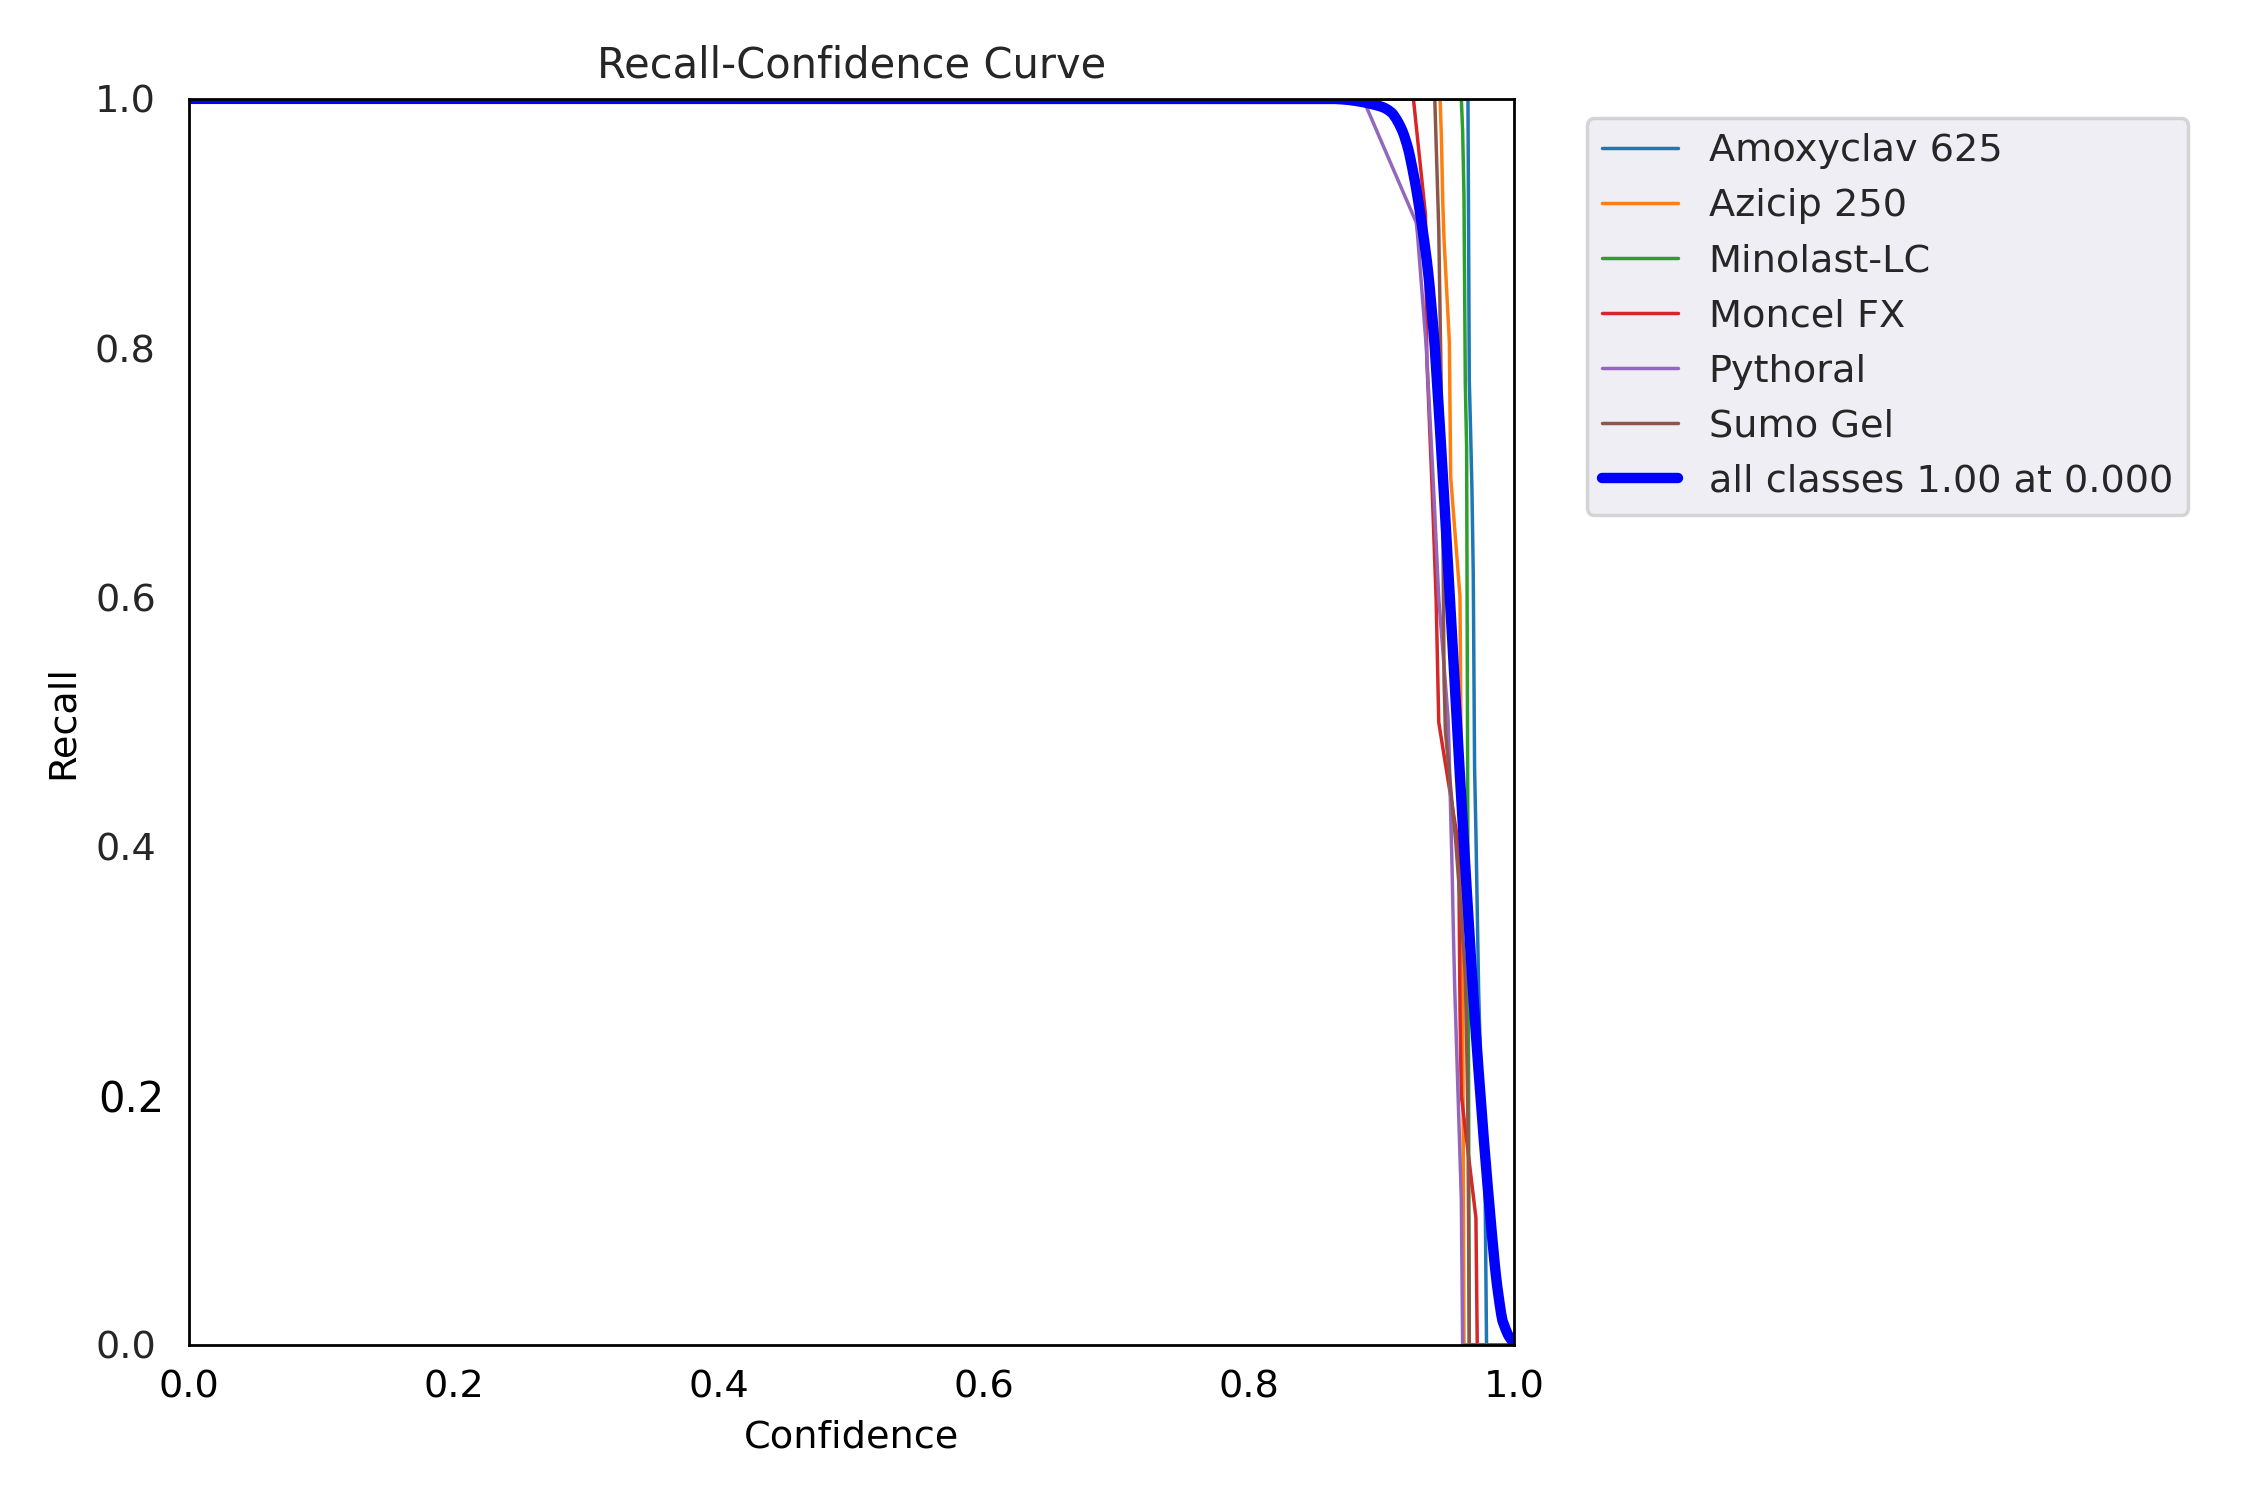 Recall-Confidence Curve
1.0
0.8
0.6
0.4
0.2
0.0
Recall
0.0 0.2 0.4 0.6 0.8 1.0
Confidence
Amoxyclav 625
Azicip 250
Minolast-LC
Moncel FX
Pythoral
Sumo Gel
all classes 1.00 at 0.000